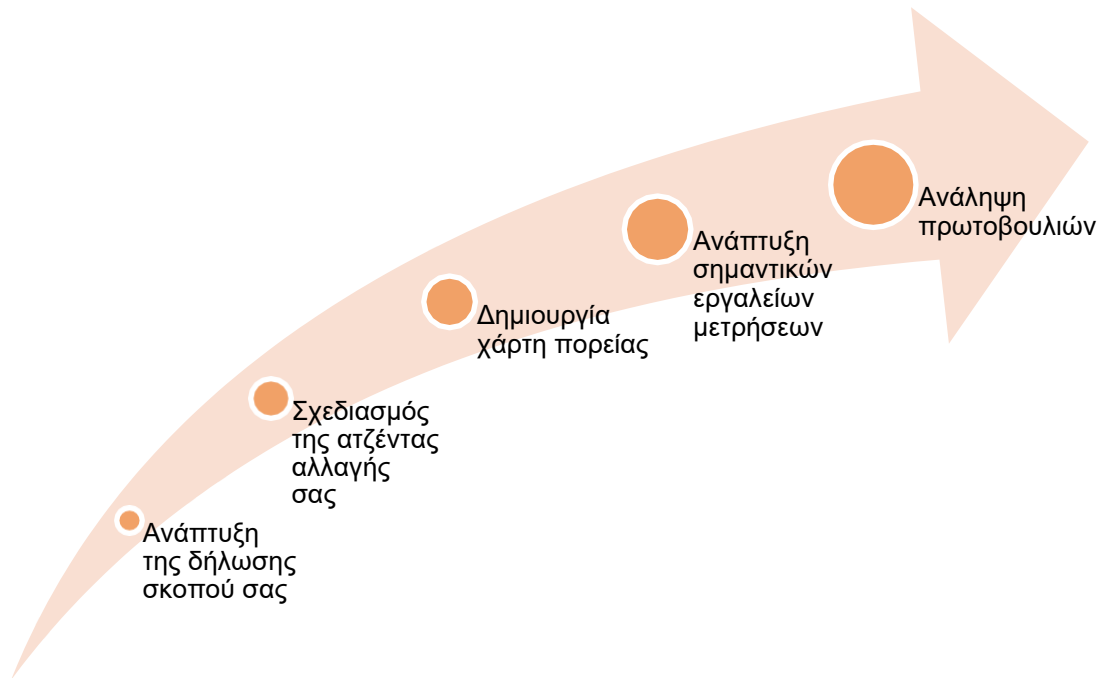 Ανάπτυξη
της δήλωσης
σκοπού σας
Σχεδιασμός
της ατζέντας
αλλαγής
σας
Δημιουργία
χάρτη πορείας
Ανάπτυξη
σημαντικών
εργαλείων
μετρήσεων
Ανάληψη
πρωτοβουλιών